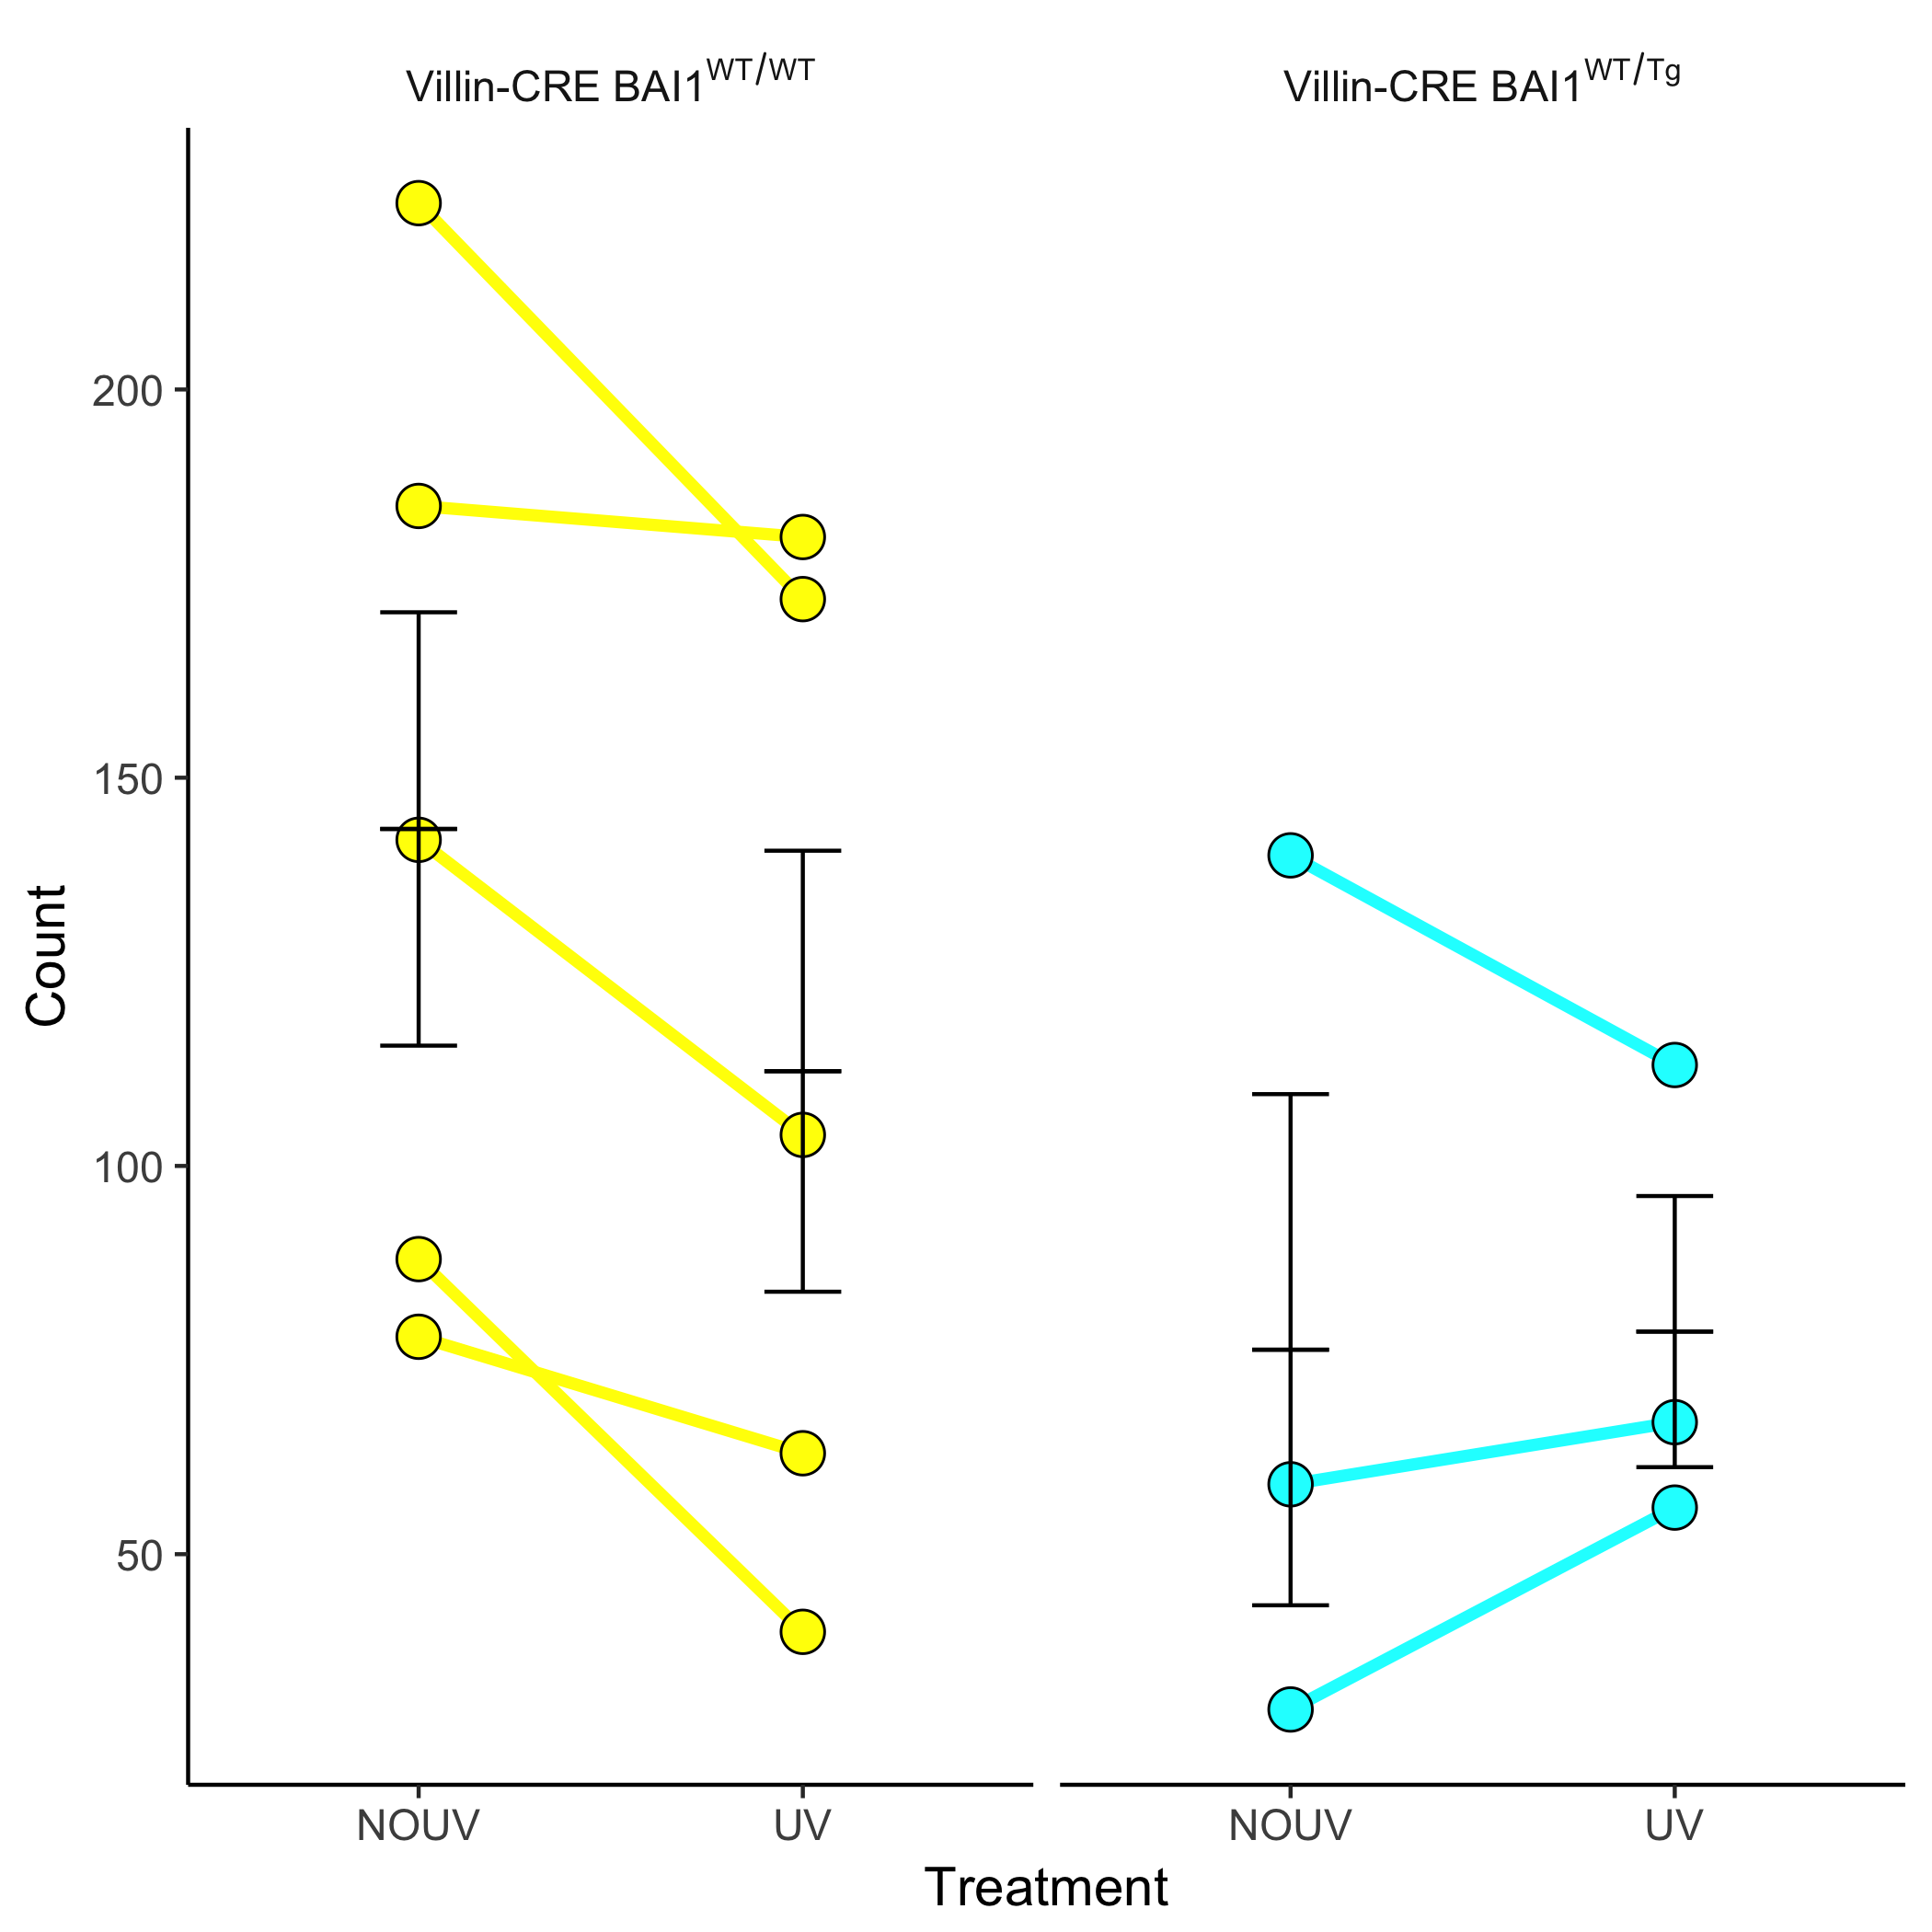 Villin-CRE BAI1WT/WT
Villin-CRE BAI1WT/Tg
200
150
100
50
Count
NOUV
UV
NOUV
UV
Treatment